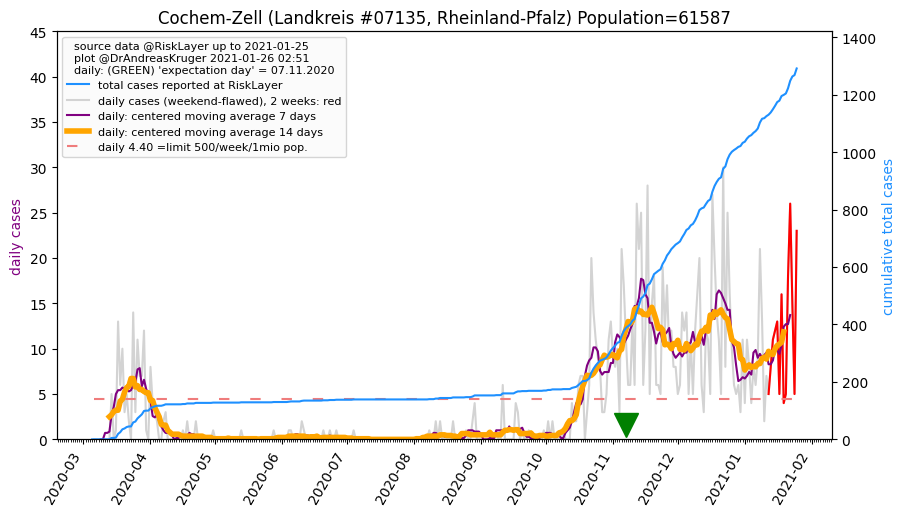 Cochem-Zell (Landkreis #07135, Rheinland-Pfalz) Population=61587
source data @RiskLayer up to 2021-01-25
plot @DrAndreasKruger 2021-01-26 02:51
daily: (GREEN) 'expectation day' = 07.11.2020
total cases reported at RiskLayer
daily cases (weekend-flawed), 2 weeks: red
daily: centered moving average 7 days
daily: centered moving average 14 days
daily 4.40 =limit 500/week/1mio pop.
daily cases
45
40
35
30
25
20
15
10
5
0
1400
1200
1000
800
600
400
200
0
cumulative total cases
2020-03
2020-04
2020-05
2020-06
2020-07
2020-08
2020-09
2020-10
2020-11
2020-12
2021-01
2021-02